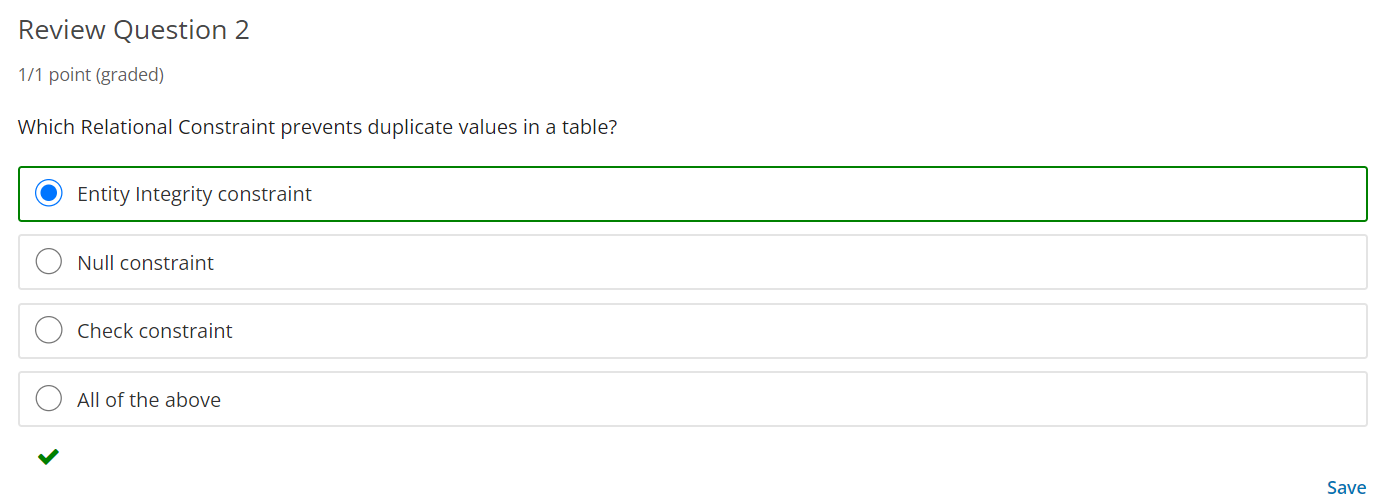 Review Question 2
1/1 point (graded)
Which Relational Constraint prevents duplicate values in a table?
Entity Integrity constraint
Null constraint
Check constraint
All of the above
Save